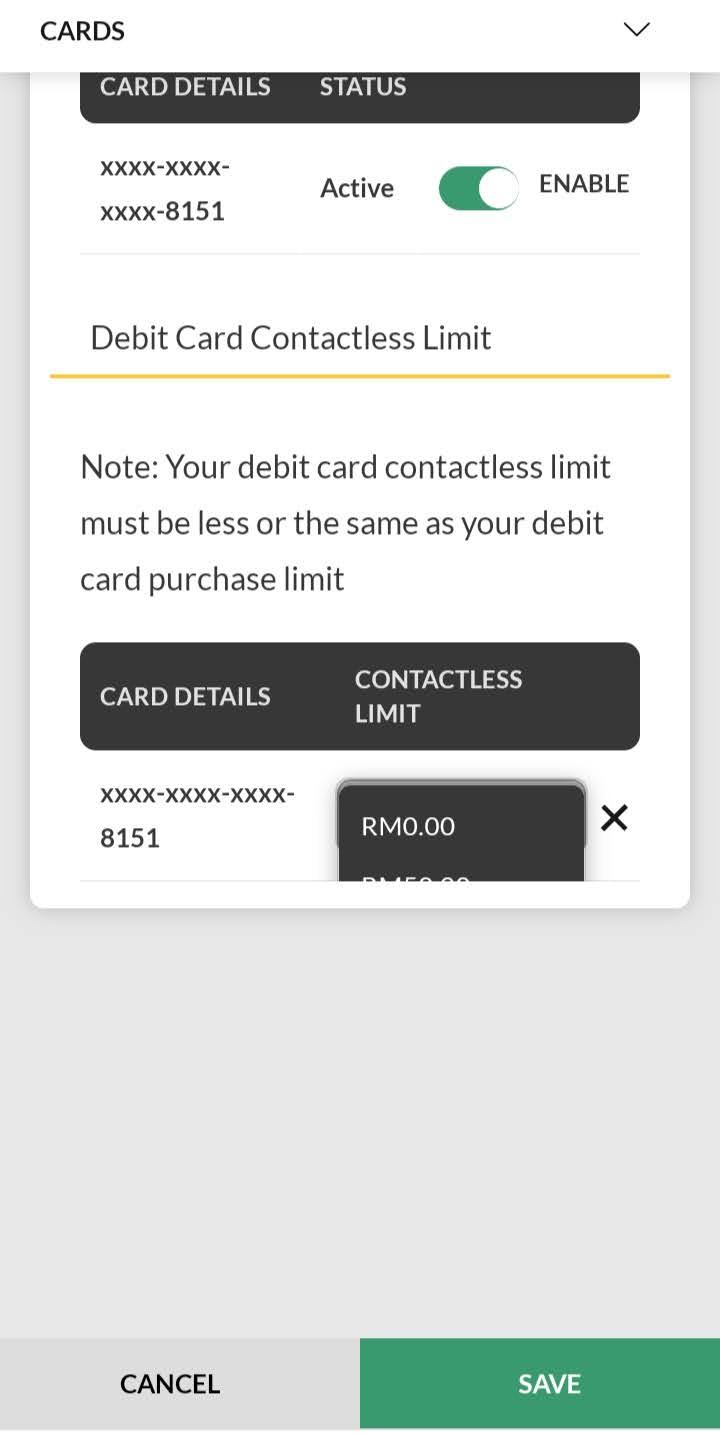 CARDS
CARD DETAILS STATUS
xxxx-xxxx-
xxxx-8151
Active
ENABLE
Debit Card Contactless Limit
Note: Your debit card contactless limit
must be less or the same as your debit
card purchase limit
CARD DETAILS
CONTACTLESS
LIMIT
xxxx-xxxx-xxxx-
8151
RM0.00
CANCEL
SAVE